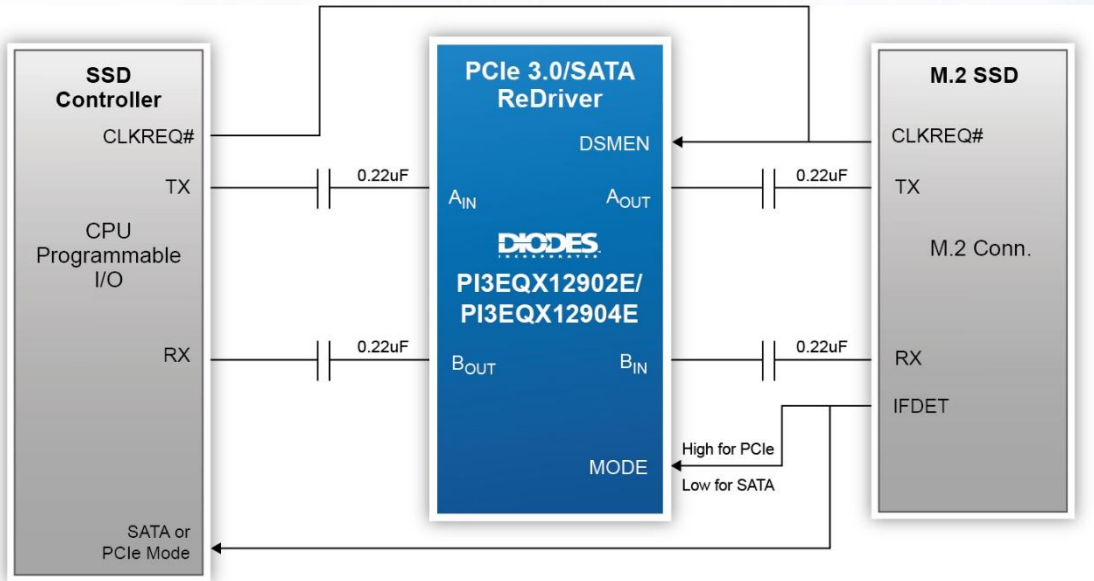 SSD
Controller
CLKREQ#
TX
CPU
Programmable
I/O
RX
SATA or
PCIe Mode
0.22uF
0.22uF
PCIe 3.0/SATA
ReDriver
DSMEN
AIN
AOUT
DIODES
INCORPORATED
PI3EQX12902E/
PI3EQX12904E
BOUT
BIN
MODE
0.22uF
0.22uF
High for PCIe
Low for SATA
M.2 SSD
CLKREQ#
TX
M.2 Conn.
RX
IFDET